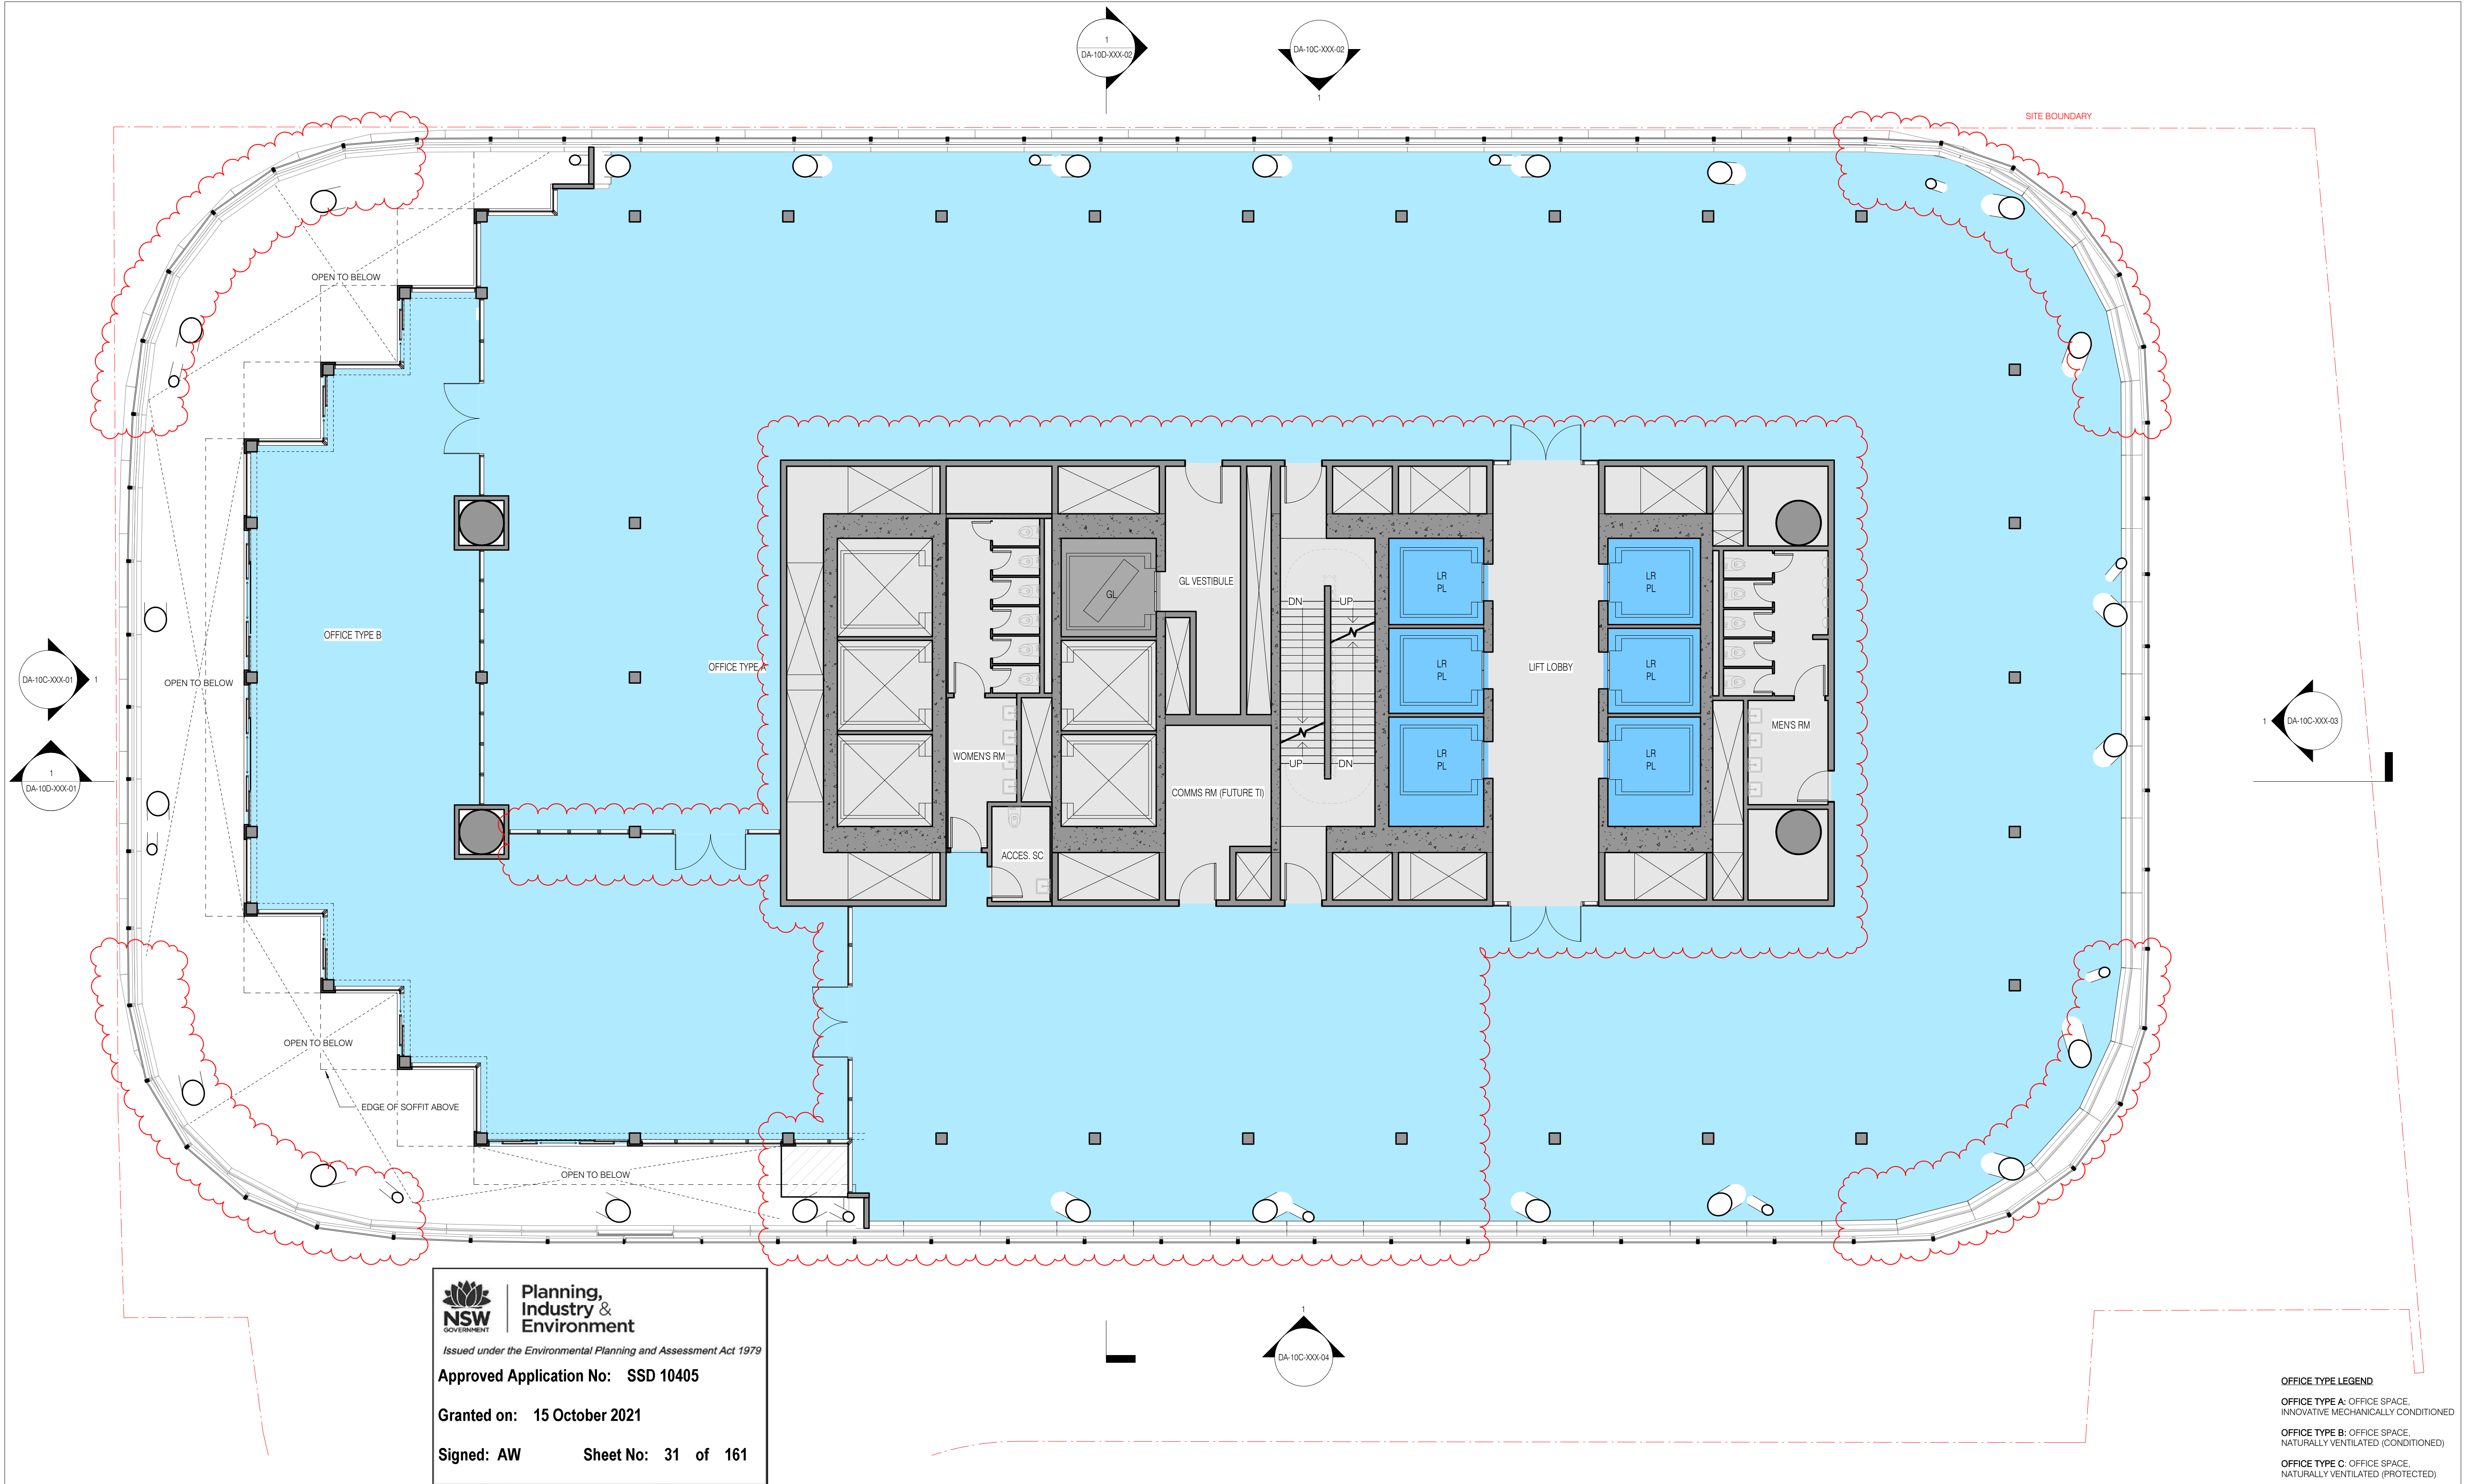 1
DA-10D-XXX-02
DA-10C-XXX-02
1
SITE BOUNDARY
OPEN TO BELOW
OFFICE TYPE B
OFFICE TYPE A
OPEN TO BELOW
GL
GL VESTIBULE
DN
UP
LR
PL
LR
PL
LR
PL
LR
PL
LIFT LOBBY
LR
PL
LR
PL
UP
DN
WOMEN'S RM
COMMS RM (FUTURE TI)
ACCES. SC
MEN'S RM
DA-10C-XXX-01
1
1
DA-10D-XXX-01
1
DA-10C-XXX-03
OPEN TO BELOW
EDGE OF SOFFIT ABOVE
OPEN TO BELOW
1
DA-10C-XXX-04
NSW
GOVERNMENT
Planning,
Industry &
Environment
Issued under the Environmental Planning and Assessment Act 1979
Approved Application No: SSD 10405
Granted on: 15 October 2021
Signed: AW Sheet No: 31 of 161
OFFICE TYPE LEGEND
OFFICE TYPE A: OFFICE SPACE,
INNOVATIVE MECHANICALLY CONDITIONED
OFFICE TYPE B: OFFICE SPACE,
NATURALLY VENTILATED (CONDITIONED)
OFFICE TYPE C: OFFICE SPACE,
NATURALLY VENTILATED (PROTECTED)